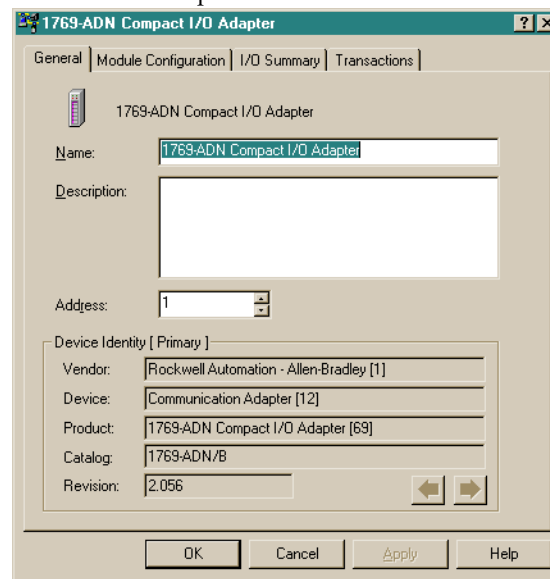 1769-ADN Compact I/O Adapter
General Module Configuration I/O Summary Transactions
1769-ADN Compact I/O Adapter
Name: 1769-ADN Compact I/O Adapter
Description:
Address: 1
Device Identity [ Primary ]
Vendor: Rockwell Automation - Allen-Bradley [1]
Device: Communication Adapter [12]
Product: 1769-ADN Compact I/O Adapter [69]
Catalog: 1769-ADN/B
Revision: 2.056
OK Cancel Apply Help